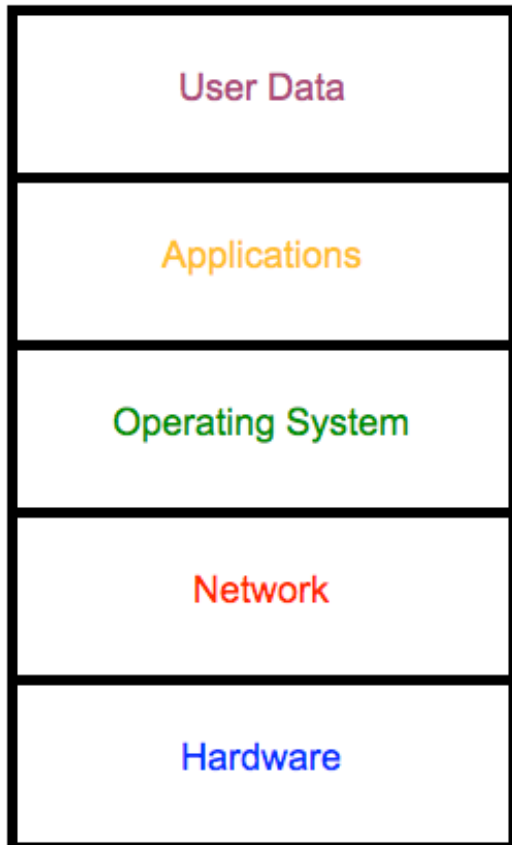 User Data
Applications
Operating System
Network
Hardware